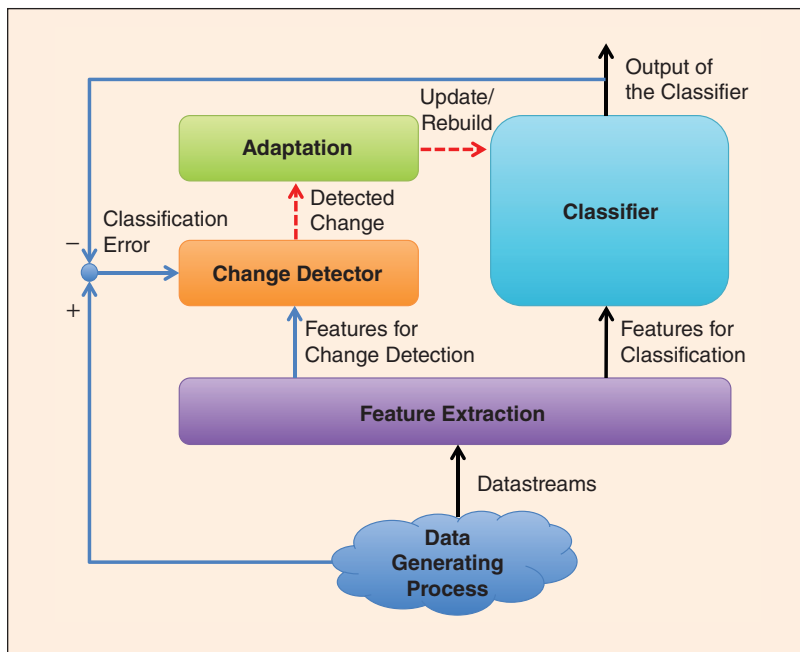 Output of
the Classifier
Update/
Rebuild
Adaptation
Classifier
Detected
Change
Classification
Error
−
+
Change Detector
Features for
Change Detection
Features for
Classification
Feature Extraction
Datastreams
Data
Generating
Process